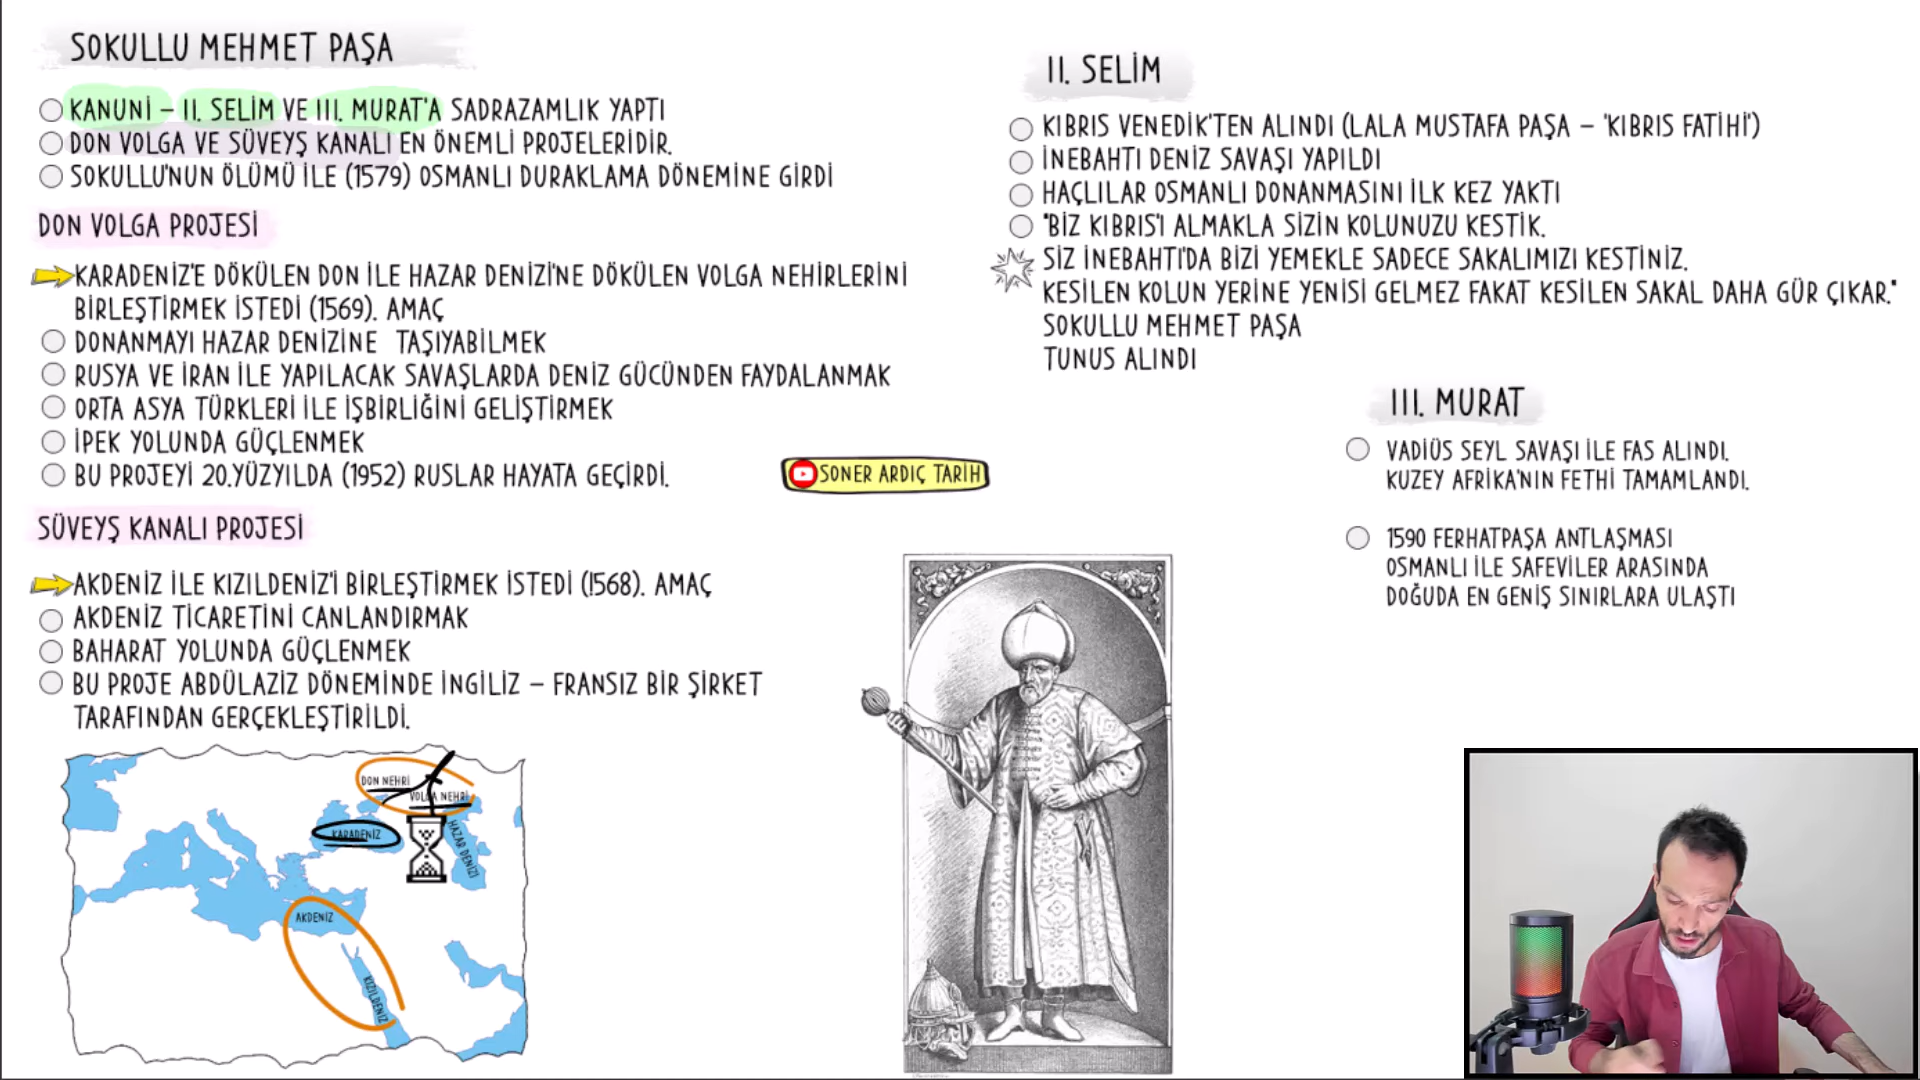 SOKULLU MEHMET PAŞA
KANUNİ – II. SELİM VE III. MURAT'A SADRAZAMLIK YAPTI
DON VOLGA VE SÜVEYŞ KANALI EN ÖNEMLİ PROJELERİDİR.
SOKULLU'NUN ÖLÜMÜ İLE (1579) OSMANLI DURAKLAMA DÖNEMİNE GİRDİ
DON VOLGA PROJESİ
KARADENİZ'E DÖKÜLEN DON İLE HAZAR DENİZİ'NE DÖKÜLEN VOLGA NEHİRLERİNİ
BİRLEŞTİRMEK İSTEDİ (1569). AMAÇ
DONANMAYI HAZAR DENİZİNE TAŞIYABİLMEK
RUSYA VE İRAN İLE YAPILACAK SAVAŞLARDA DENİZ GÜCÜNDEN FAYDALANMAK
ORTA ASYA TÜRKLERİ İLE İŞBİRLİĞİNİ GELİŞTİRMEK
İPEK YOLUNDA GÜÇLENMEK
BU PROJEYİ 20.YÜZYILDA (1952) RUSLAR HAYATA GEÇİRDİ.
SÜVEYŞ KANALI PROJESİ
AKDENİZ İLE KIZILDENİZ'İ BİRLEŞTİRMEK İSTEDİ (!568). AMAÇ
AKDENİZ TİCARETİNİ CANLANDIRMAK
BAHARAT YOLUNDA GÜÇLENMEK
BU PROJE ABDÜLAZİZ DÖNEMİNDE İNGİLİZ – FRANSIZ BİR ŞİRKET
TARAFINDAN GERÇEKLEŞTİRİLDİ.
DON NEHRİ
VOLGA NEHRİ
KARADENİZ
HAZAR DENİZİ
AKDENİZ
KIZILDENİZ
SONER ARDIÇ TARİH
II. SELİM
KIBRIS VENEDİK'TEN ALINDI (LALA MUSTAFA PAŞA – 'KIBRIS FATİHİ')
İNEBAHTI DENİZ SAVAŞI YAPILDI
HAÇLILAR OSMANLI DONANMASINI İLK KEZ YAKTI
"BİZ KIBRIS'I ALMAKLA SİZİN KOLUNUZU KESTİK.
SİZ İNEBAHTI'DA BİZİ YEMEKLE SADECE SAKALIMIZI KESTİNİZ.
KESİLEN KOLUN YERİNE YENİSİ GELMEZ FAKAT KESİLEN SAKAL DAHA GÜR ÇIKAR."
SOKULLU MEHMET PAŞA
TUNUS ALINDI
III. MURAT
VADİÜS SEYL SAVAŞI İLE FAS ALINDI.
KUZEY AFRİKA'NIN FETHİ TAMAMLANDI.
1590 FERHATPAŞA ANTLAŞMASI
OSMANLI İLE SAFEVİLER ARASINDA
DOĞUDA EN GENİŞ SINIRLARA ULAŞTI